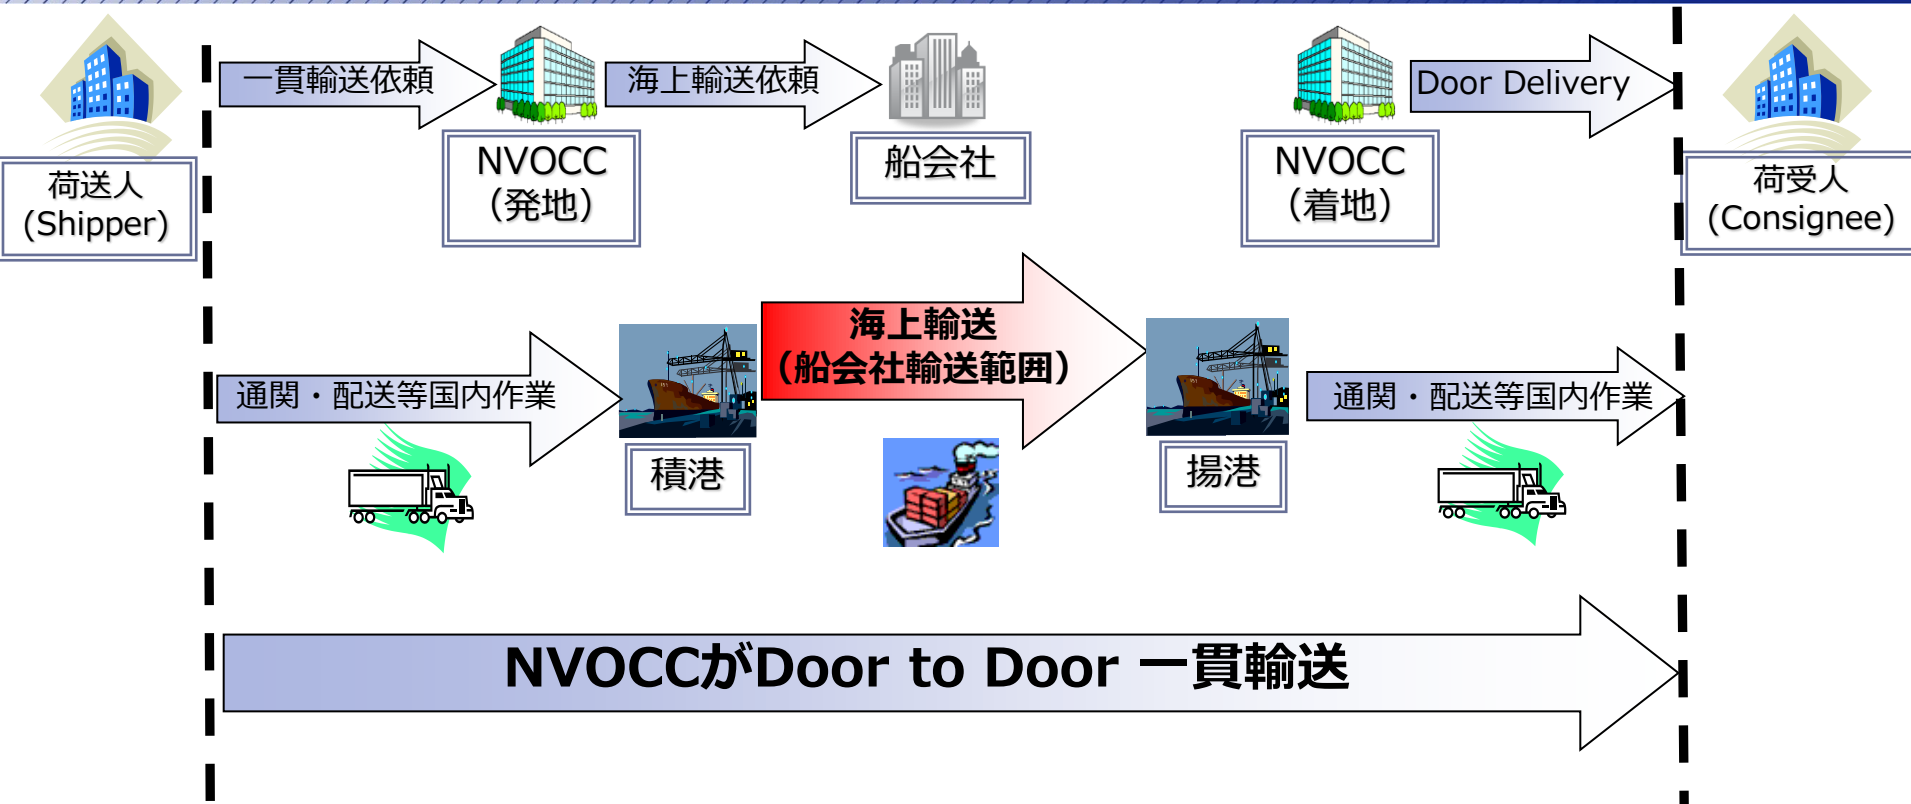 一貫輸送依頼
海上輸送依頼
Door Delivery
荷送人
(Shipper)
NVOCC
（発地）
船会社
NVOCC
（着地）
荷受人
(Consignee)
海上輸送
（船会社輸送範囲）
通関・配送等国内作業
通関・配送等国内作業
積港
揚港
NVOCCがDoor to Door 一貫輸送